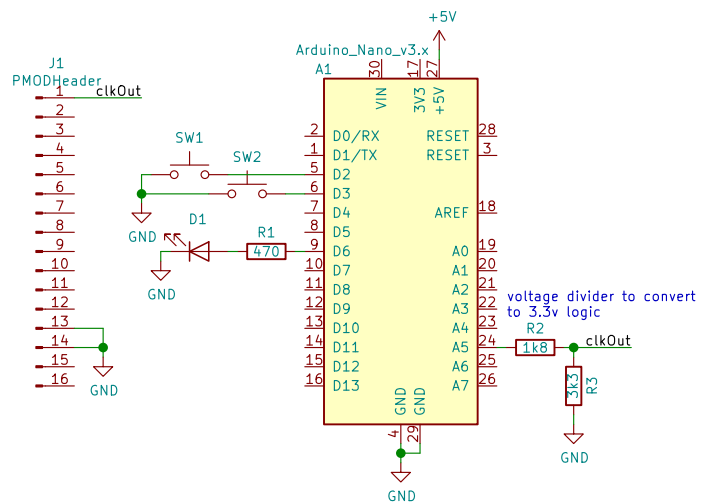 +5V
Arduino_Nano_v3.x
A1
J1
PMODHeader
30
17
27
VIN
3V3
+5V
1
clkOut
2
3
4
5
6
7
8
9
10
11
12
13
14
15
16
GND
SW1
SW2
GND
D1
R1
470
GND
2
D0/RX
1
D1/TX
5
D2
6
D3
7
D4
8
D5
9
D6
10
D7
11
D8
12
D9
13
D10
14
D11
15
D12
16
D13
RESET
28
RESET
3
AREF
18
A0
19
A1
20
A2
21
A3
22
A4
23
A5
24
A6
25
A7
26
GND
GND
4
29
GND
voltage divider to convert
to 3.3v logic
R2
1k8
clkOut
3k3
R3
GND